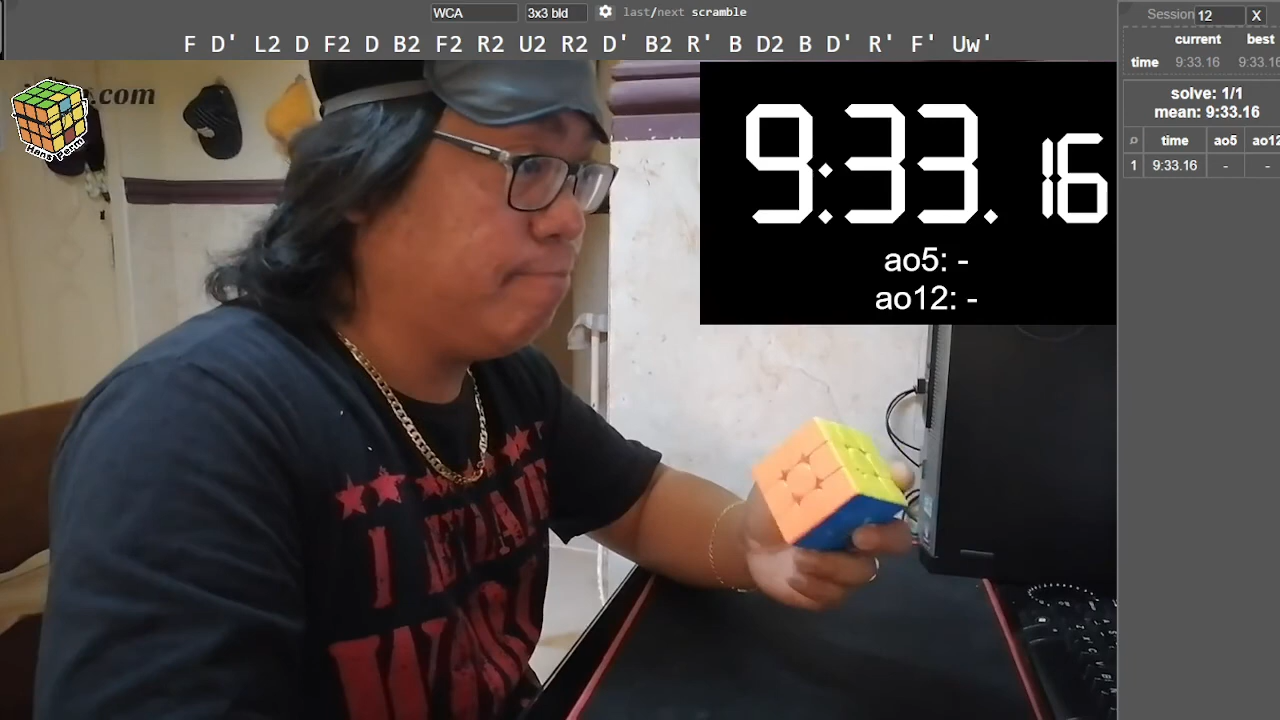 WCA 3x3 bld last/next scramble
F D' L2 D F2 D B2 F2 R2 U2 R2 D' B2 R' B D2 B D' R' F' Uw'
Session 12 X
current best
time 9:33.16 9:33.16
solve: 1/1
mean: 9:33.16
time ao5 ao12
1 9:33.16 - -
.com
Hans Perm
9:33.16
ao5: -
ao12: -
I